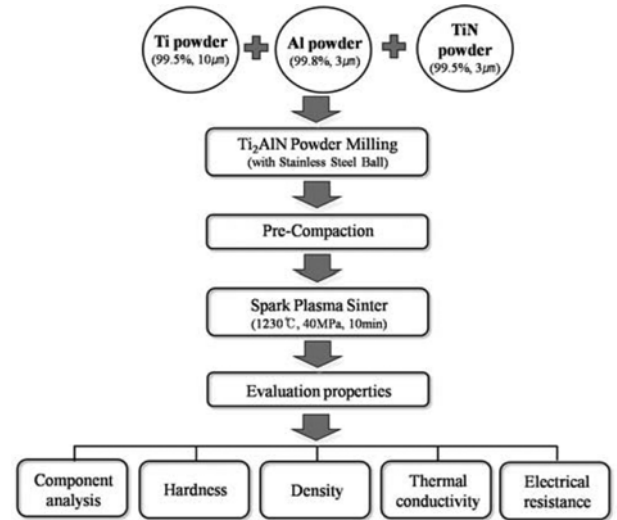 Ti powder
(99.5%, 10㎛)
Al powder
(99.8%, 3㎛)
TiN
powder
(99.5%, 3㎛)
Ti₂AlN Powder Milling
(with Stainless Steel Ball)
Pre-Compaction
Spark Plasma Sinter
(1230℃, 40MPa, 10min)
Evaluation properties
Component
analysis
Hardness
Density
Thermal
conductivity
Electrical
resistance